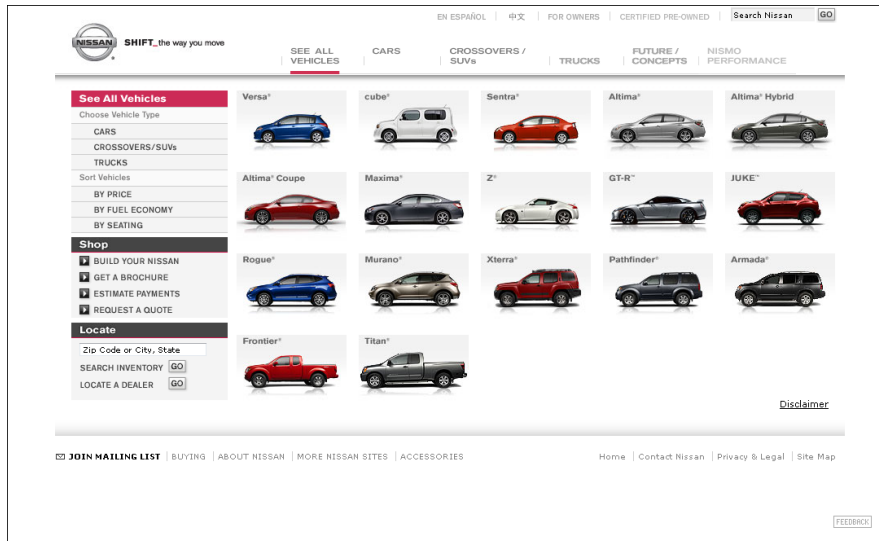 EN ESPAÑOL 中文 FOR OWNERS CERTIFIED PRE-OWNED Search Nissan GO
NISSAN SHIFT_the way you move
SEE ALL VEHICLES CARS CROSSOVERS / SUVs TRUCKS FUTURE / CONCEPTS NISMO PERFORMANCE
See All Vehicles
Choose Vehicle Type
CARS
CROSSOVERS/SUVs
TRUCKS
Sort Vehicles
BY PRICE
BY FUEL ECONOMY
BY SEATING
Shop
BUILD YOUR NISSAN
GET A BROCHURE
ESTIMATE PAYMENTS
REQUEST A QUOTE
Locate
Zip Code or City, State
SEARCH INVENTORY GO
LOCATE A DEALER GO
Versa® cube® Sentra® Altima® Altima® Hybrid
Altima® Coupe Maxima® Z® GT-R™ JUKE™
Rogue® Murano® Xterra® Pathfinder® Armada®
Frontier® Titan®
Disclaimer
JOIN MAILING LIST BUYING ABOUT NISSAN MORE NISSAN SITES ACCESSORIES Home Contact Nissan Privacy & Legal Site Map
FEEDBACK